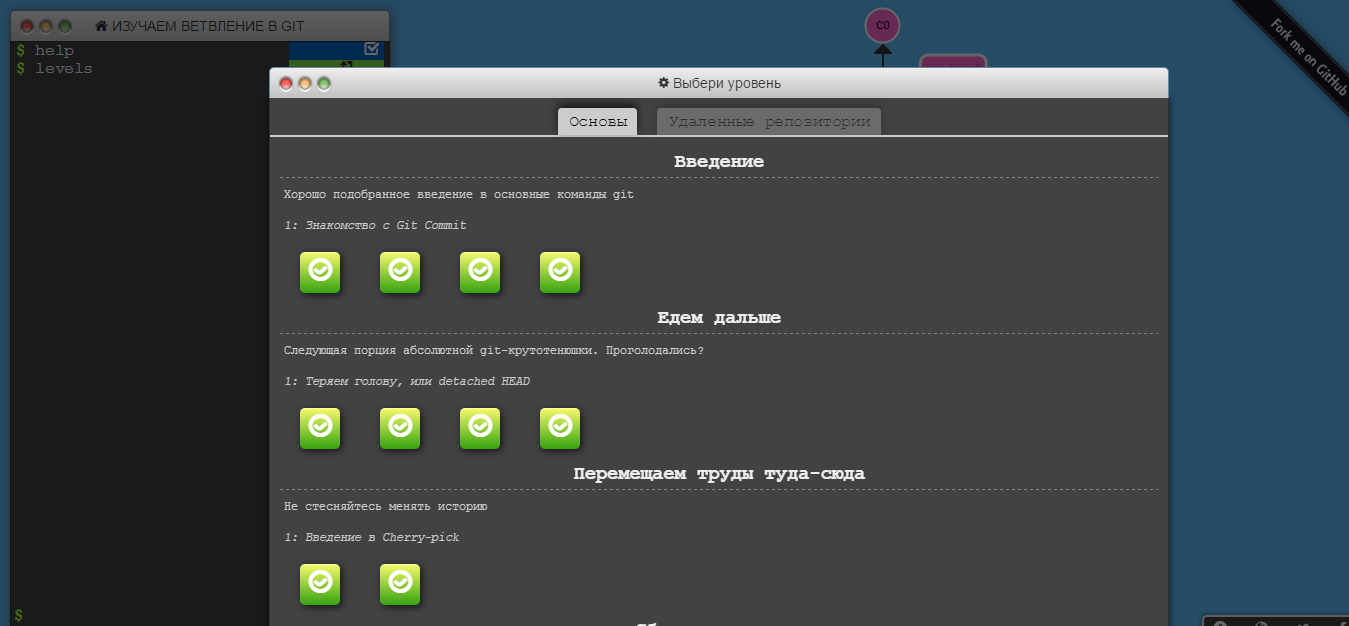 ИЗУЧАЕМ ВЕТВЛЕНИЕ В GIT
$ help
$ levels
C0
Fork me on GitHub
Выбери уровень
Основы
Удаленные репозитории
Введение
Хорошо подобранное введение в основные команды git
1: Знакомство с Git Commit
Едем дальше
Следующая порция абсолютной git-крутотенюшки. Проголодались?
1: Теряем голову, или detached HEAD
Перемещаем труды туда-сюда
Не стесняйтесь менять историю
1: Введение в Cherry-pick
$